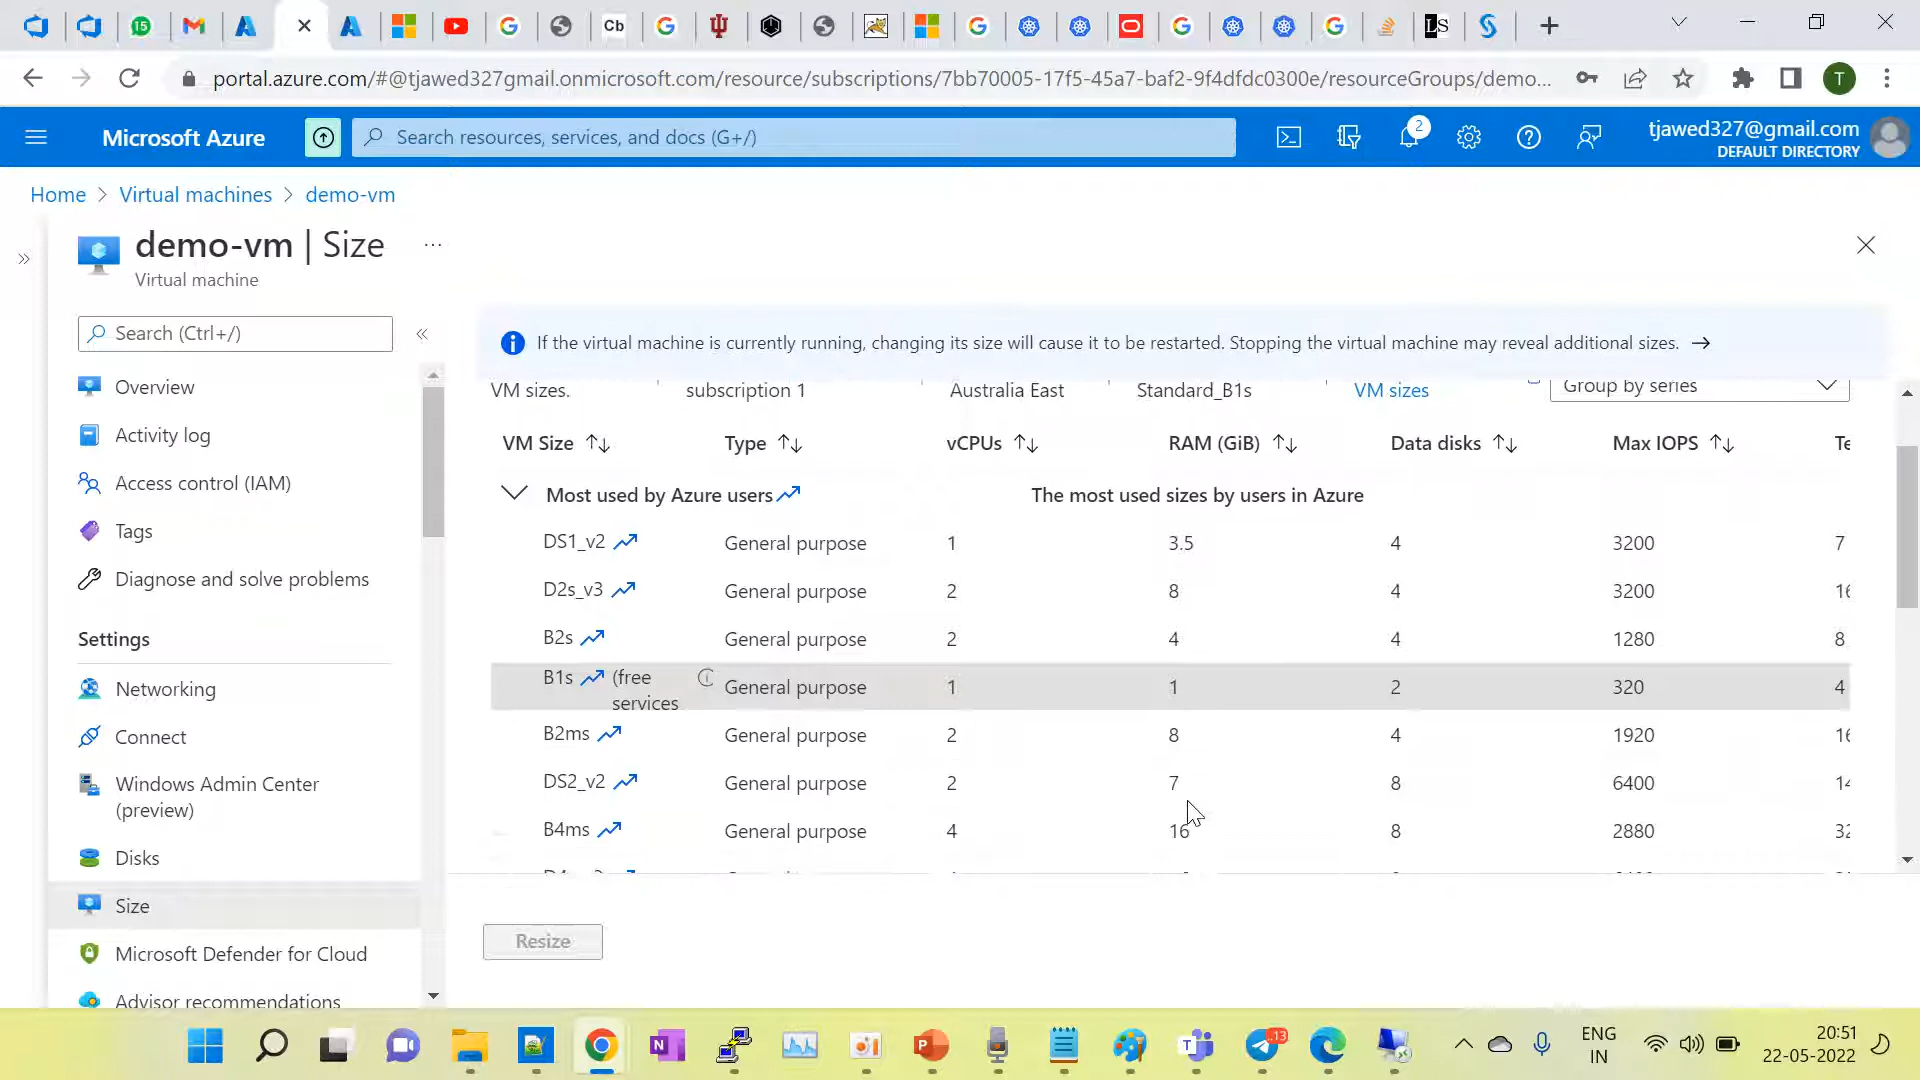 15
Cb
LS
portal.azure.com/#@tjawed327gmail.onmicrosoft.com/resource/subscriptions/7bb70005-17f5-45a7-baf2-9f4dfdc0300e/resourceGroups/demo...
T
Microsoft Azure
Search resources, services, and docs (G+/)
2
tjawed327@gmail.com
DEFAULT DIRECTORY
Home > Virtual machines > demo-vm
demo-vm | Size ...
Virtual machine
Search (Ctrl+/)
Overview
Activity log
Access control (IAM)
Tags
Diagnose and solve problems
Settings
Networking
Connect
Windows Admin Center
(preview)
Disks
Size
Microsoft Defender for Cloud
Advisor recommendations
If the virtual machine is currently running, changing its size will cause it to be restarted. Stopping the virtual machine may reveal additional sizes. →
VM sizes. subscription 1 Australia East Standard_B1s VM sizes Group by series
VM Size Type vCPUs RAM (GiB) Data disks Max IOPS
Most used by Azure users The most used sizes by users in Azure
DS1_v2 General purpose 1 3.5 4 3200 7
D2s_v3 General purpose 2 8 4 3200 16
B2s General purpose 2 4 4 1280 8
B1s (free services General purpose 1 1 2 320 4
B2ms General purpose 2 8 4 1920 16
DS2_v2 General purpose 2 7 8 6400 14
B4ms General purpose 4 16 8 2880 32
Resize
13
ENG
IN
20:51
22-05-2022